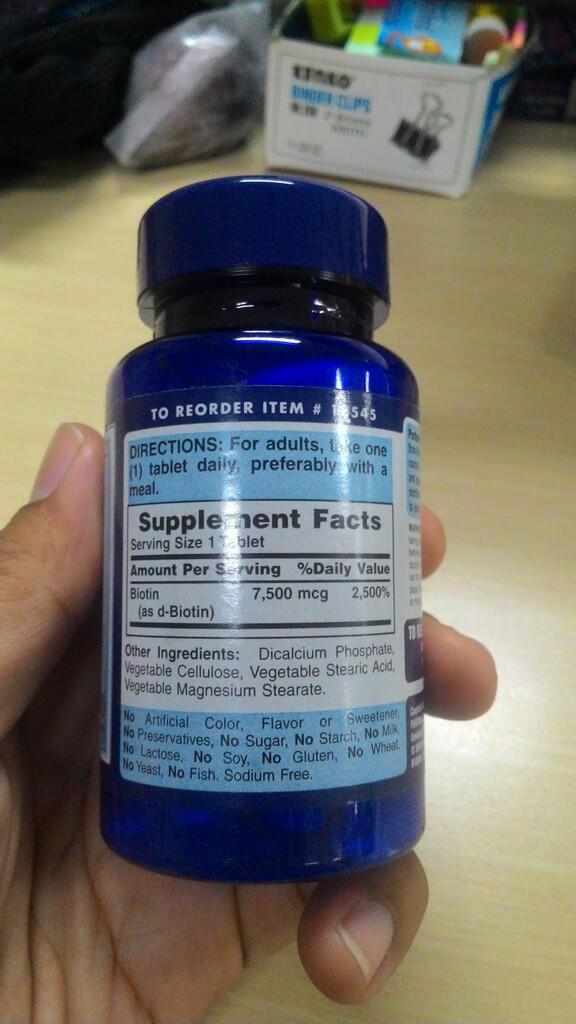 KENKO
BINDER CLIPS
TO REORDER ITEM #
DIRECTIONS: For adults, take one
(1) tablet daily, preferably with a
meal.
Supplement Facts
Serving Size 1 Tablet
Amount Per Serving %Daily Value
Biotin 7,500 mcg 2,500%
(as d-Biotin)
Other Ingredients: Dicalcium Phosphate,
Vegetable Cellulose, Vegetable Stearic Acid,
Vegetable Magnesium Stearate.
No Artificial Color, Flavor or Sweetener,
No Preservatives, No Sugar, No Starch, No Milk,
No Lactose, No Soy, No Gluten, No Wheat,
No Yeast, No Fish. Sodium Free.